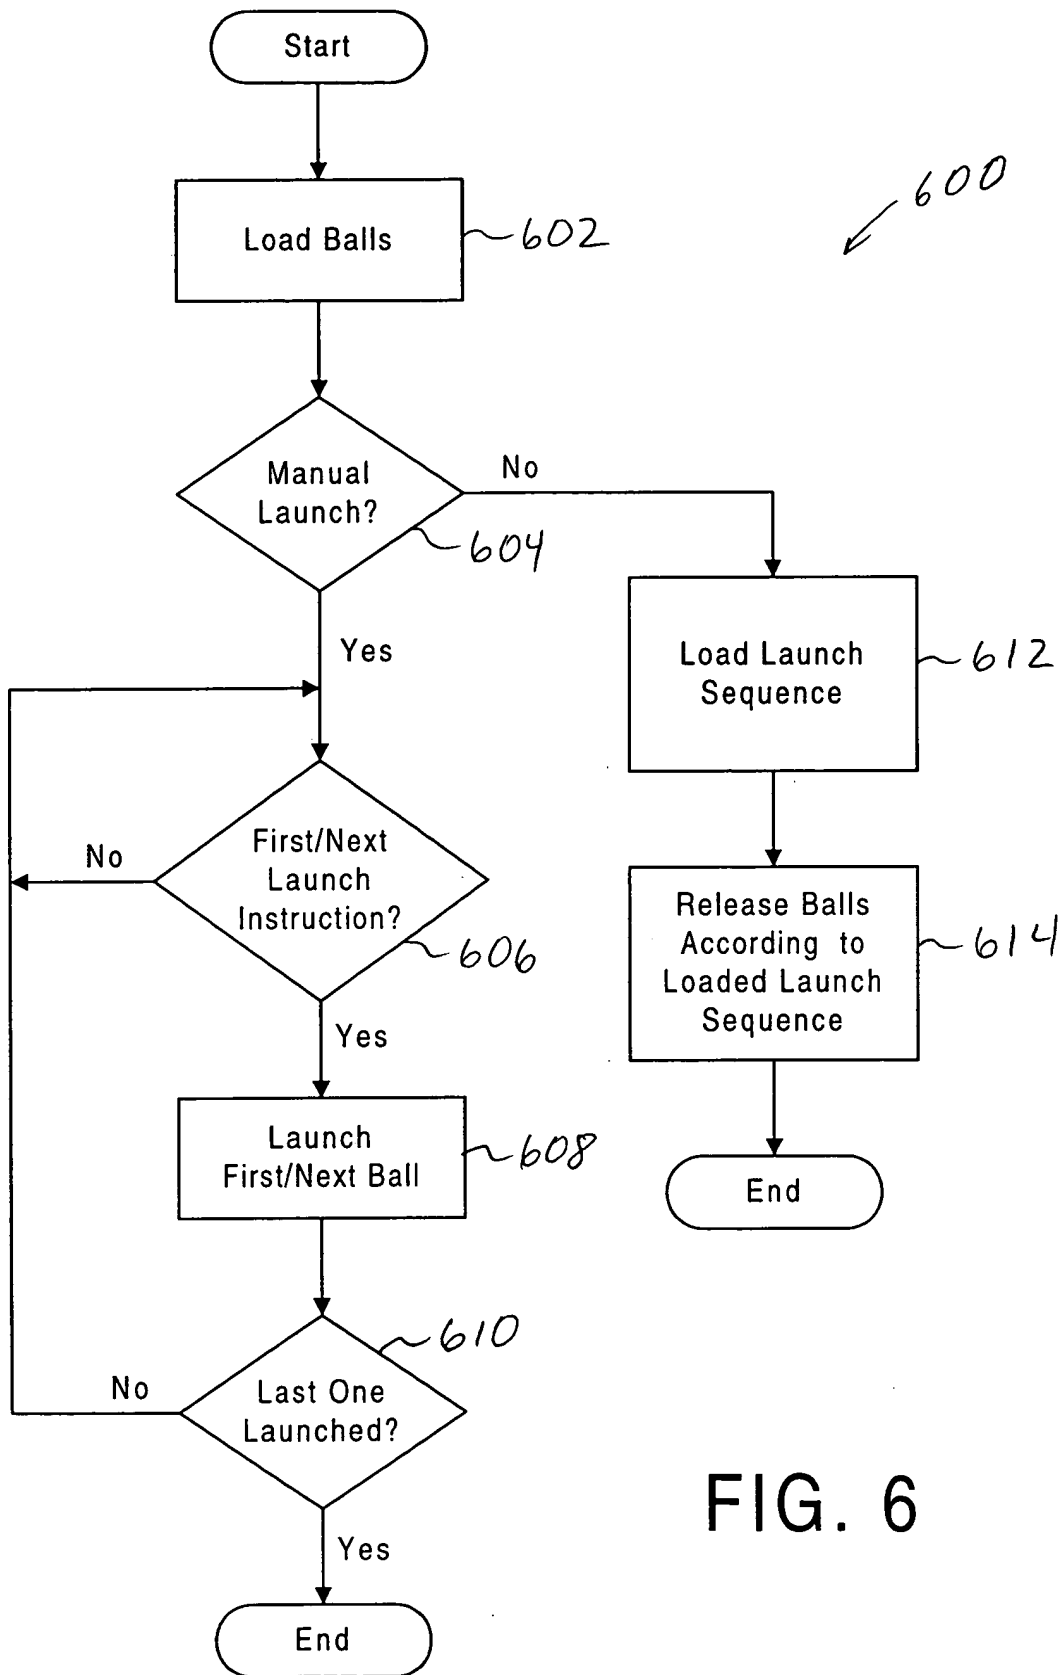 Start
600
Load Balls
602
Manual
Launch?
No
604
Yes
Load Launch
Sequence
612
First/Next
Launch
Instruction?
No
606
Yes
Release Balls
According to
Loaded Launch
Sequence
614
Launch
First/Next Ball
608
End
610
Last One
Launched?
No
Yes
End
FIG. 6